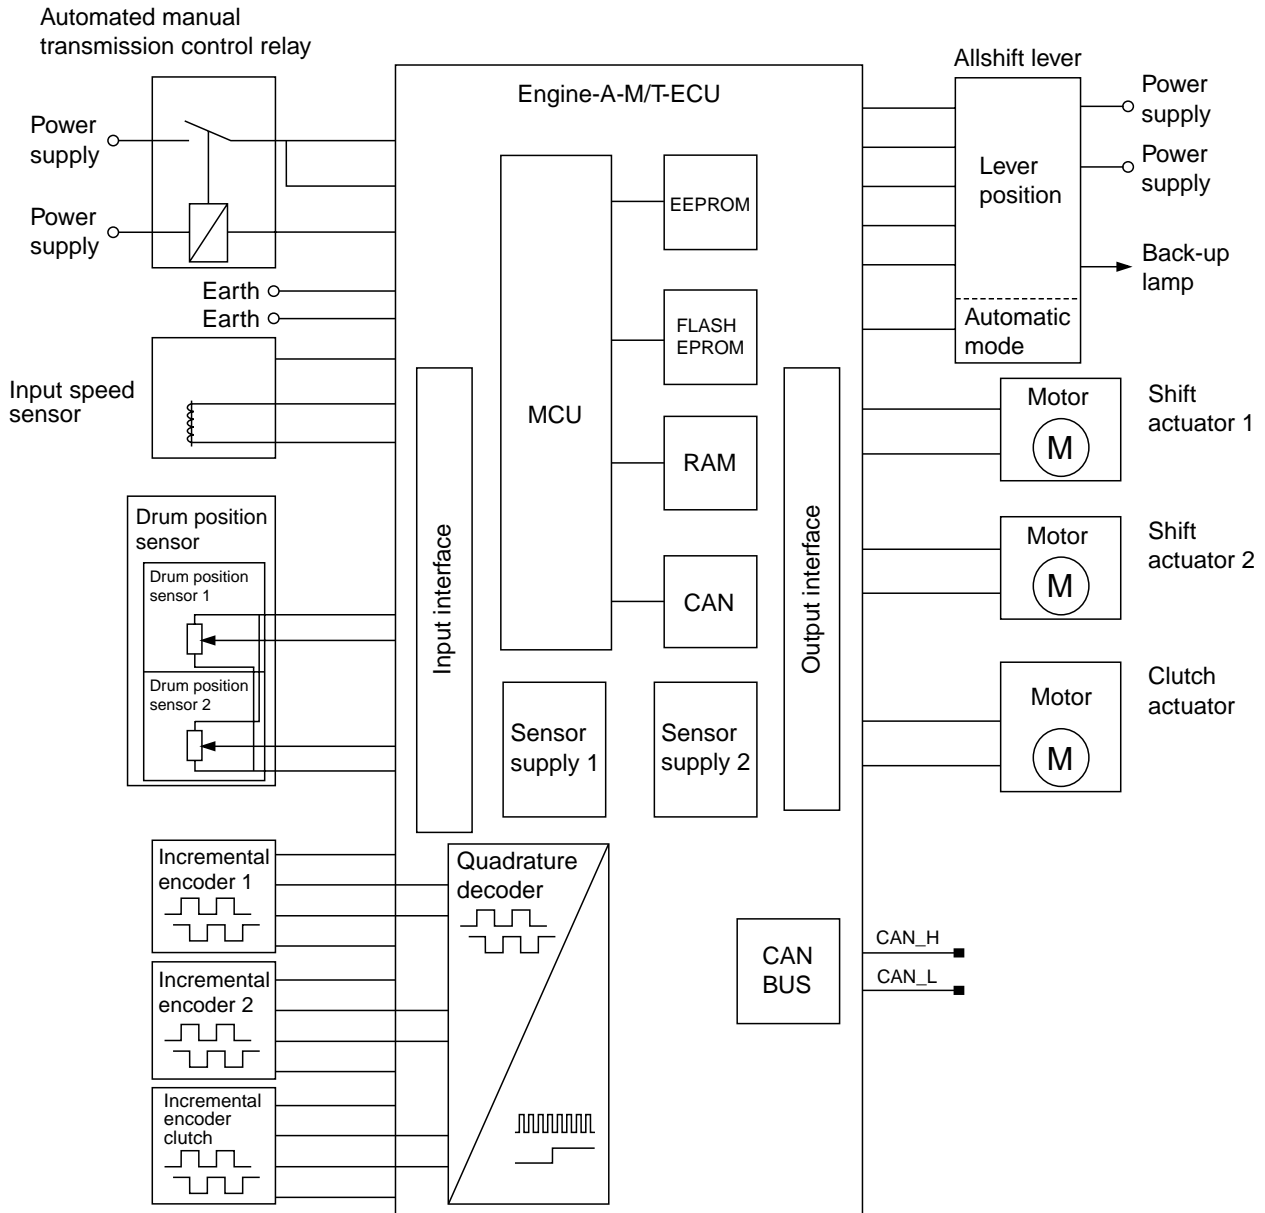 Automated manual
transmission control relay
Power
supply
Power
supply
Earth
Earth
Input speed
sensor
Drum position
sensor
Drum position
sensor 1
Drum position
sensor 2
Incremental
encoder 1
Incremental
encoder 2
Incremental
encoder
clutch
Engine-A-M/T-ECU
MCU
EEPROM
FLASH
EPROM
RAM
CAN
Input interface
Output interface
Sensor
supply 1
Sensor
supply 2
Quadrature
decoder
CAN
BUS
CAN_H
CAN_L
Allshift lever
Lever
position
Automatic
mode
Power
supply
Power
supply
Back-up
lamp
Motor
M
Shift
actuator 1
Motor
M
Shift
actuator 2
Motor
M
Clutch
actuator